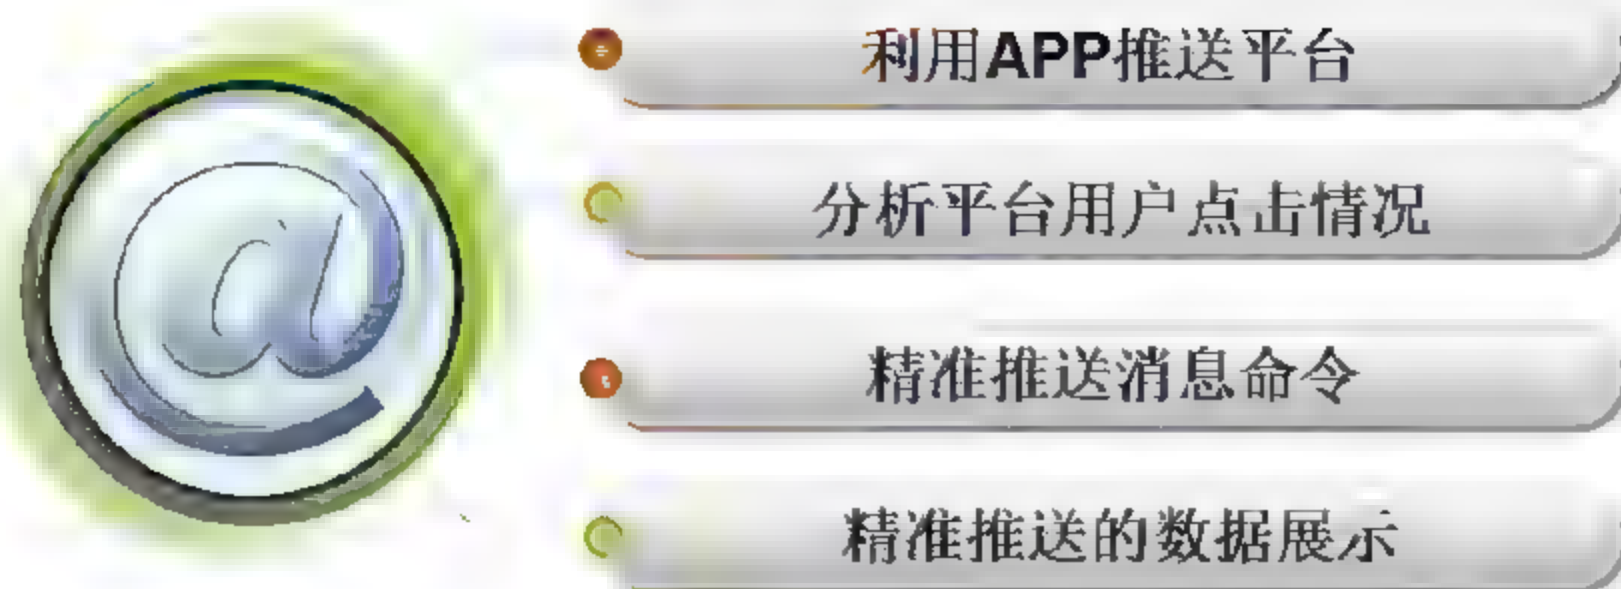 利用APP推送平台
分析平台用户点击情况
精准推送消息命令
精准推送的数据展示